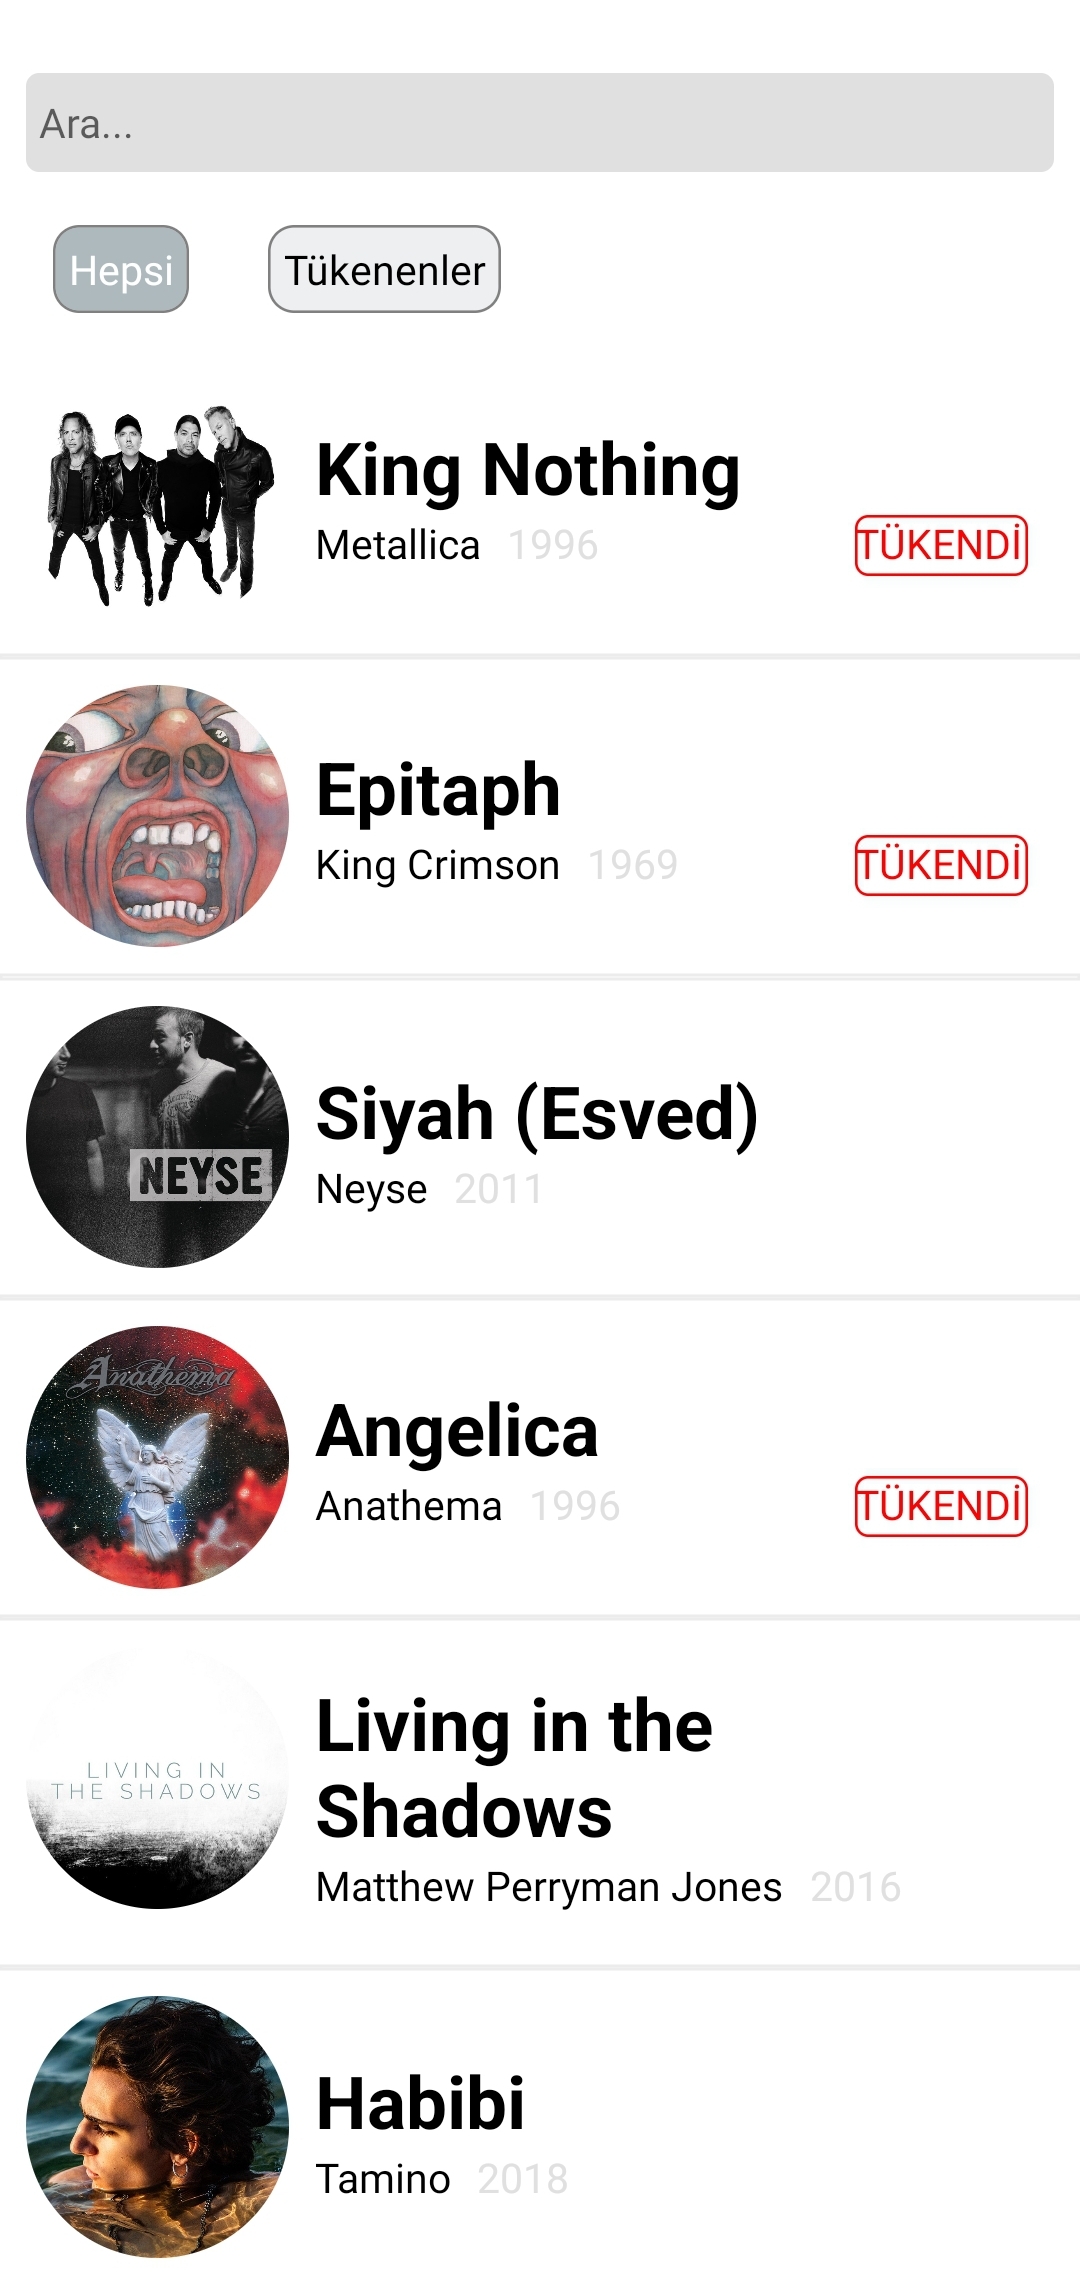 Ara...
Hepsi
Tükenenler
King Nothing
Metallica 1996
TÜKENDİ
Epitaph
King Crimson 1969
TÜKENDİ
Siyah (Esved)
NEYSE
Neyse 2011
Anathema
Angelica
Anathema 1996
TÜKENDİ
Living in the
Shadows
LIVING IN
THE SHADOWS
Matthew Perryman Jones 2016
Habibi
Tamino 2018